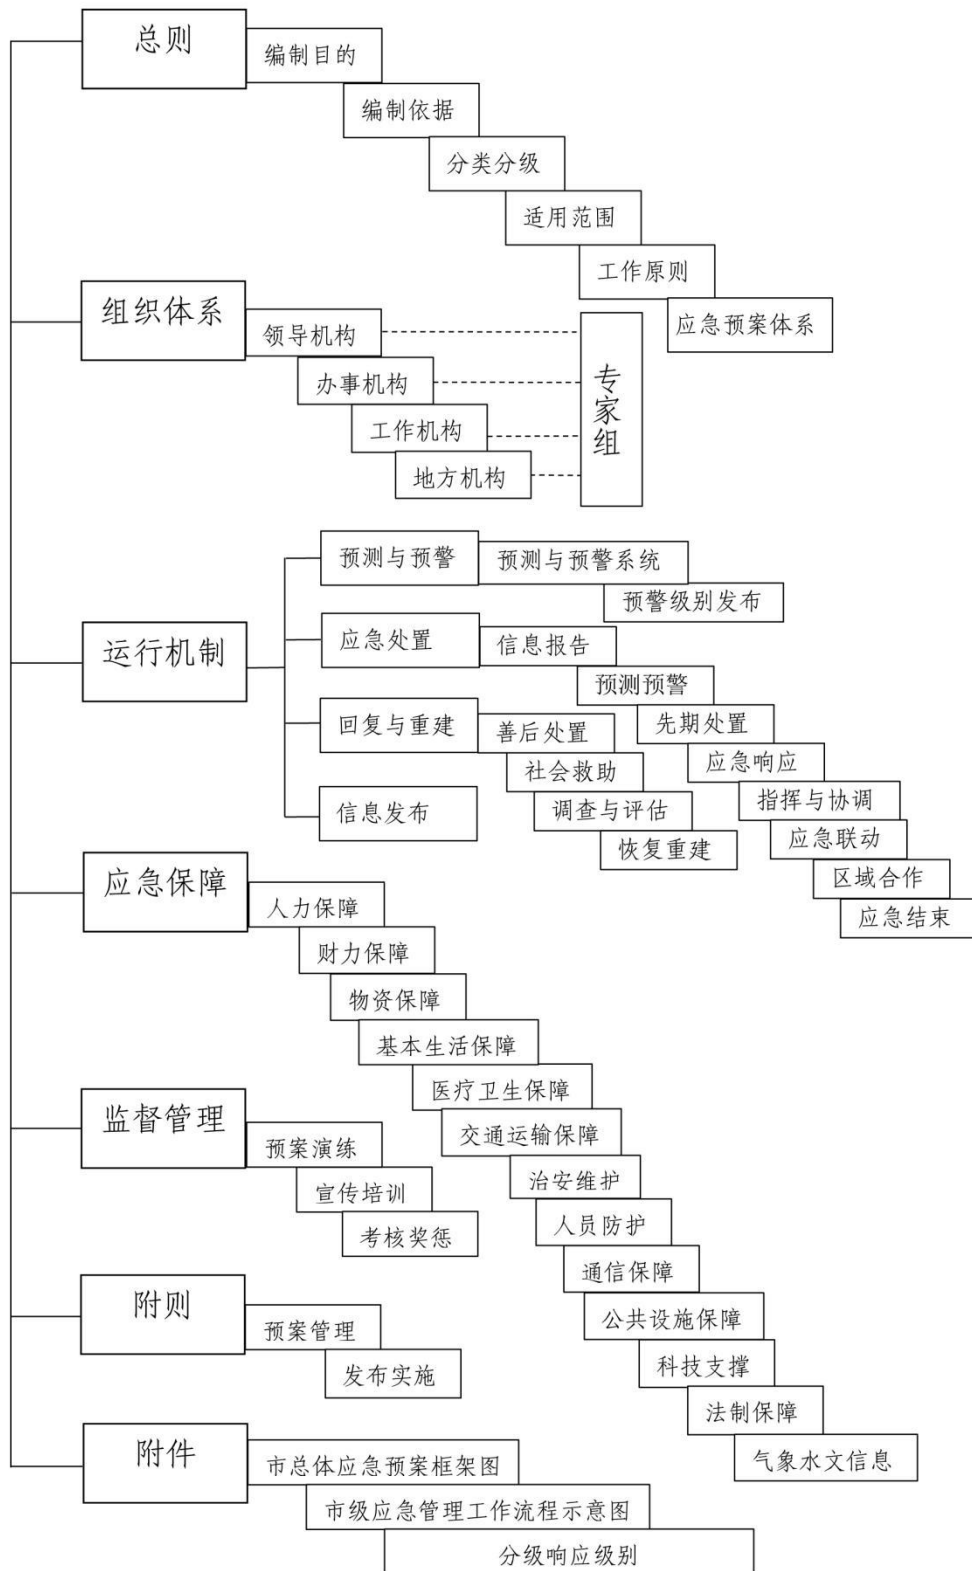 总则
编制目的
编制依据
分类分级
适用范围
工作原则
应急预案体系
组织体系
领导机构
办事机构
工作机构
地方机构
专家组
运行机制
预测与预警
预测与预警系统
预警级别发布
应急处置
信息报告
预测预警
先期处置
应急响应
指挥与协调
应急联动
区域合作
应急结束
回复与重建
善后处置
社会救助
调查与评估
恢复重建
信息发布
应急保障
人力保障
财力保障
物资保障
基本生活保障
医疗卫生保障
交通运输保障
治安维护
人员防护
通信保障
公共设施保障
科技支撑
法制保障
气象水文信息
监督管理
预案演练
宣传培训
考核奖惩
附则
预案管理
发布实施
附件
市总体应急预案框架图
市级应急管理工作流程示意图
分级响应级别